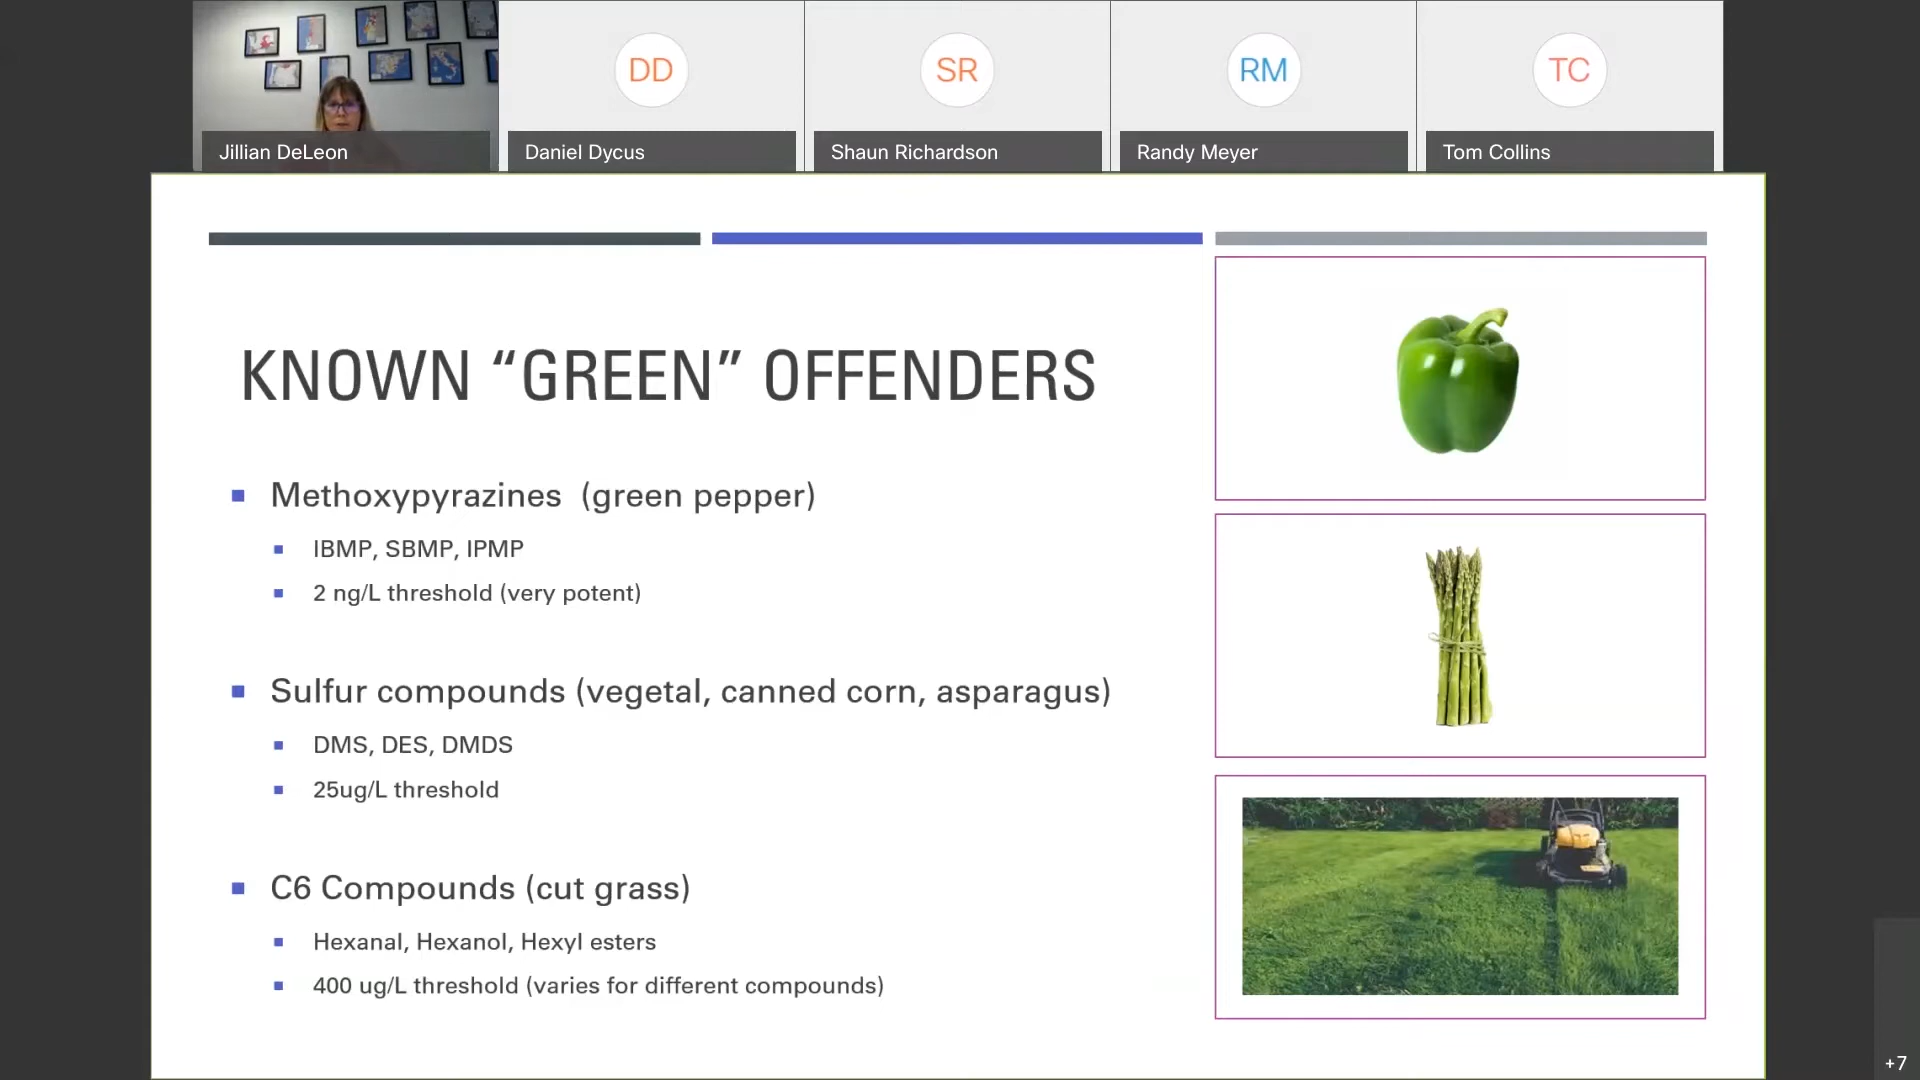 DD
SR
RM
TC
Jillian DeLeon
Daniel Dycus
Shaun Richardson
Randy Meyer
Tom Collins
KNOWN “GREEN” OFFENDERS
Methoxypyrazines (green pepper)
IBMP, SBMP, IPMP
2 ng/L threshold (very potent)
Sulfur compounds (vegetal, canned corn, asparagus)
DMS, DES, DMDS
25ug/L threshold
C6 Compounds (cut grass)
Hexanal, Hexanol, Hexyl esters
400 ug/L threshold (varies for different compounds)
+7